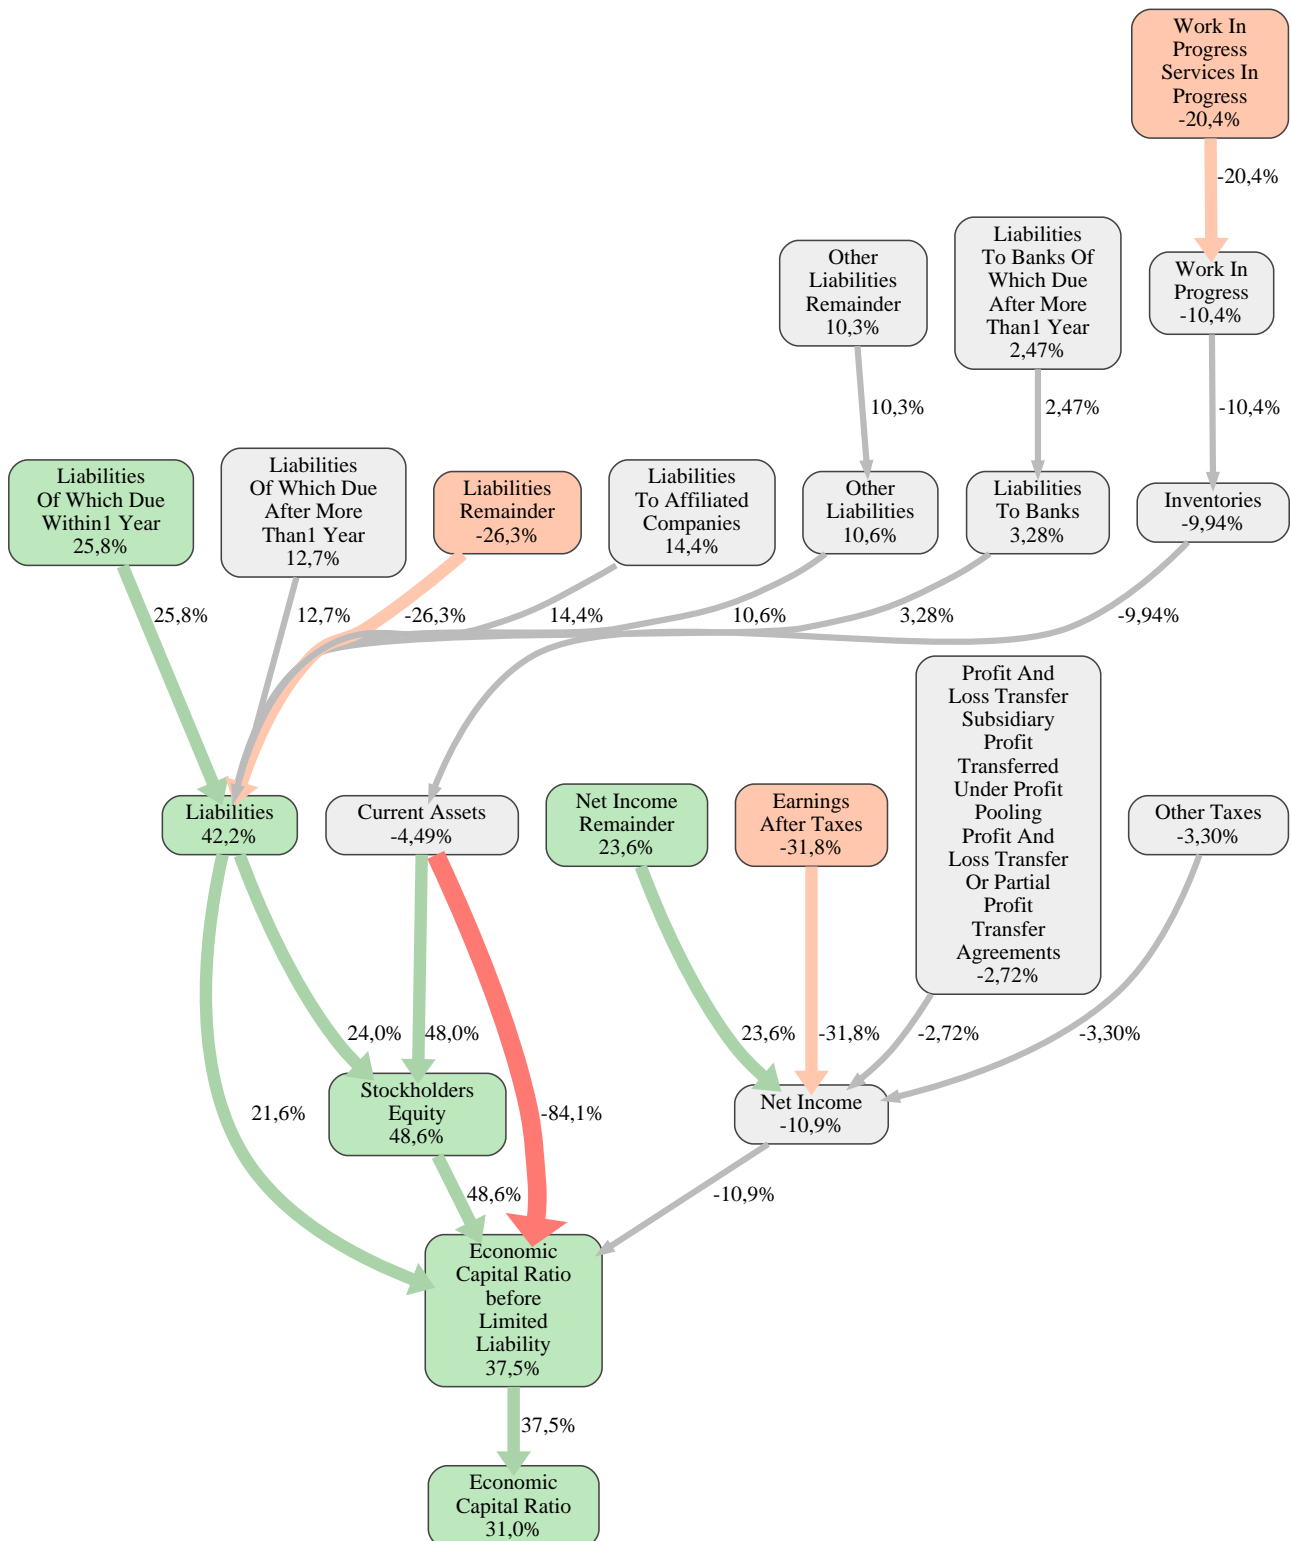 Work In
Progress
Services In
Progress
-20,4%
-20,4%
Other
Liabilities
Remainder
10,3%
Liabilities
To Banks Of
Which Due
After More
Than1 Year
2,47%
Work In
Progress
-10,4%
10,3%
2,47%
-10,4%
Liabilities
Of Which Due
Within1 Year
25,8%
Liabilities
Of Which Due
After More
Than1 Year
12,7%
Liabilities
Remainder
-26,3%
Liabilities
To Affiliated
Companies
14,4%
Other
Liabilities
10,6%
Liabilities
To Banks
3,28%
Inventories
-9,94%
25,8%
12,7%
-26,3%
14,4%
10,6%
3,28%
-9,94%
Liabilities
42,2%
Current Assets
-4,49%
Net Income
Remainder
23,6%
Earnings
After Taxes
-31,8%
Profit And
Loss Transfer
Subsidiary
Profit
Transferred
Under Profit
Pooling
Profit And
Loss Transfer
Or Partial
Profit
Transfer
Agreements
-2,72%
Other Taxes
-3,30%
24,0%
48,0%
23,6%
-31,8%
-2,72%
-3,30%
Stockholders
Equity
48,6%
Net Income
-10,9%
21,6%
-84,1%
48,6%
-10,9%
Economic
Capital Ratio
before
Limited
Liability
37,5%
37,5%
Economic
Capital Ratio
31,0%